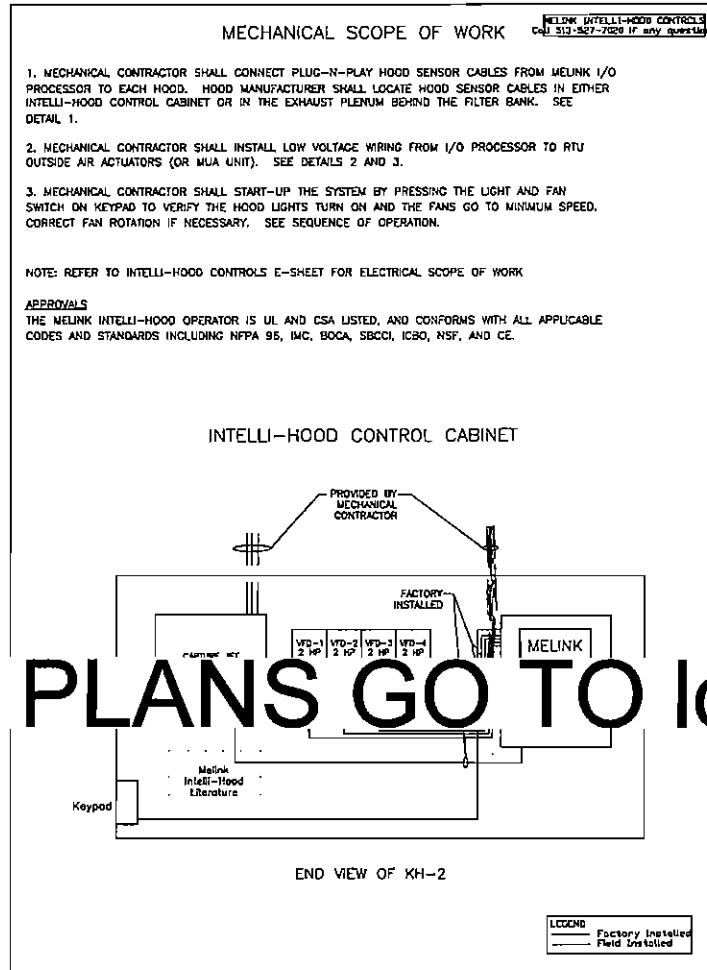 MECHANICAL SCOPE OF WORK
MELINK INTELLI-HOOD CONTROLS
Call 513-527-7020 if any question
1. MECHANICAL CONTRACTOR SHALL CONNECT PLUG-N-PLAY HOOD SENSOR CABLES FROM MELINK I/O
PROCESSOR TO EACH HOOD. HOOD MANUFACTURER SHALL LOCATE HOOD SENSOR CABLES IN EITHER
INTELLI-HOOD CONTROL CABINET OR IN THE EXHAUST PLENUM BEHIND THE FILTER BANK. SEE
DETAIL 1.
2. MECHANICAL CONTRACTOR SHALL INSTALL LOW VOLTAGE WIRING FROM I/O PROCESSOR TO RTU
OUTSIDE AIR ACTUATORS (OR MUA UNIT). SEE DETAILS 2 AND 3.
3. MECHANICAL CONTRACTOR SHALL START-UP THE SYSTEM BY PRESSING THE LIGHT AND FAN
SWITCH ON KEYPAD TO VERIFY THE HOOD LIGHTS TURN ON AND THE FANS GO TO MINIMUM SPEED.
CORRECT FAN ROTATION IF NECESSARY. SEE SEQUENCE OF OPERATION.
NOTE: REFER TO INTELLI-HOOD CONTROLS E-SHEET FOR ELECTRICAL SCOPE OF WORK
APPROVALS
THE MELINK INTELLI-HOOD OPERATOR IS UL AND CSA LISTED, AND CONFORMS WITH ALL APPLICABLE
CODES AND STANDARDS INCLUDING NFPA 96, IMC, BOCA, SBCCI, ICBO, NSF, AND CE.
INTELLI-HOOD CONTROL CABINET
PROVIDED BY
MECHANICAL
CONTRACTOR
FACTORY
INSTALLED
VFD-1 VFD-2 VFD-3 VFD-4
2 HP 2 HP 2 HP 2 HP
MELINK
PLANS GO TO
Melink
Intelli-Hood
Literature
Keypad
END VIEW OF KH-2
LEGEND
Factory Installed
Field Installed